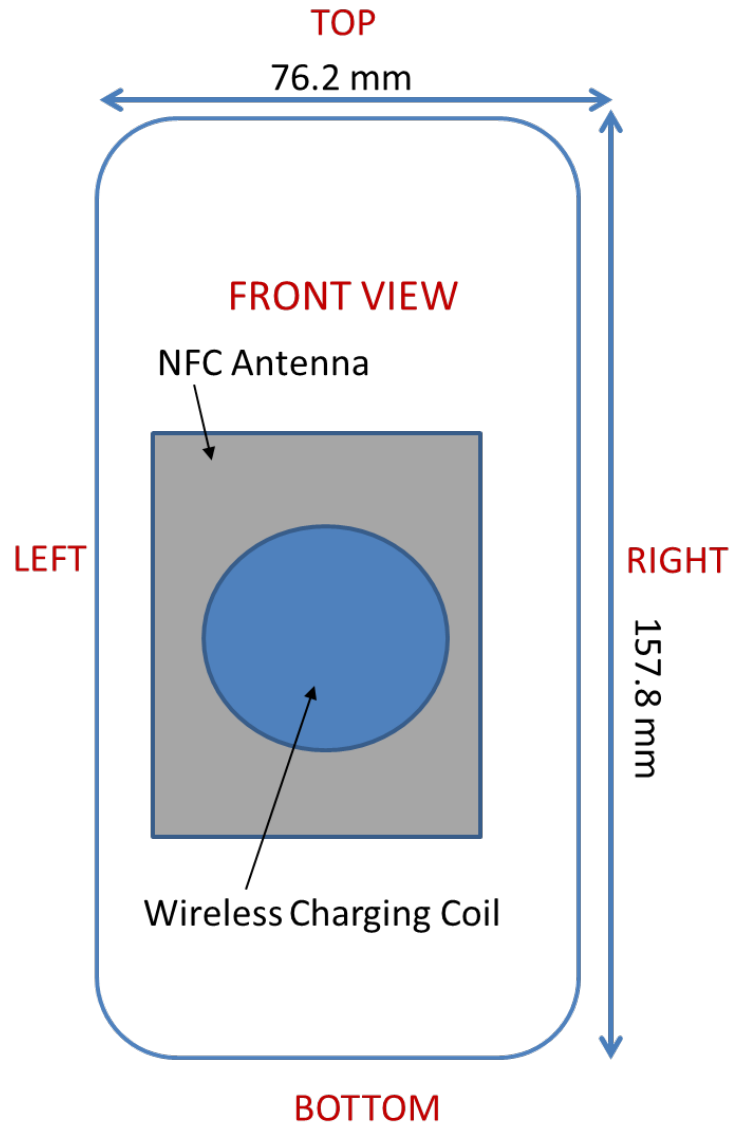 TOP
76.2 mm
FRONT VIEW
NFC Antenna
LEFT
RIGHT
157.8 mm
Wireless Charging Coil
BOTTOM